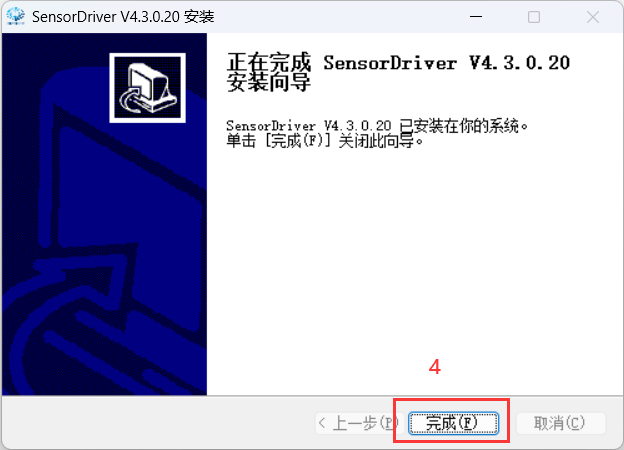 SensorDriver V4.3.0.20 安装
正在完成 SensorDriver V4.3.0.20
安装向导
SensorDriver V4.3.0.20 已安装在你的系统。
单击 [完成(F)] 关闭此向导。
4
< 上一步(P) 完成(F) 取消(C)